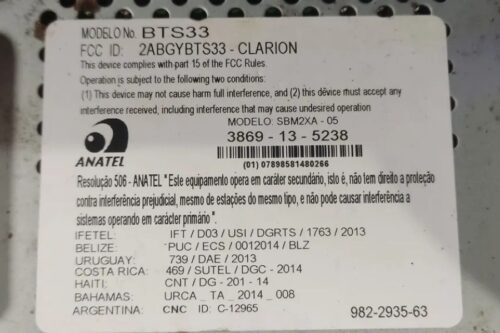 MODELO No. BTS33
FCC ID: 2ABGYBTS33 - CLARION
This device complies with part 15 of the FCC Rules.
Operation is subject to the following two conditions:
(1) This device may not cause harm full interference, and (2) this dévice must accept any
interference received, including interference that may cause undesired operation
MODELO: SBM2XA - 05
3869 - 13 - 5238
(01) 07898581480266
ANATEL
Resolução 506 - ANATEL " Este equipamento opera em caráter secundário, isto é, não tem direito a proteção
contra interferência prejudicial, mesmo de estações do mesmo tipo, e não pode causar interferência a
sistemas operando em carácter primário".
IFETEL: IFT / D03 / USI / DGRTS / 1763 / 2013
BELIZE: PUC / ECS / 0012014 / BLZ
URUGUAY: 739 / DAE / 2013
COSTA RICA: 469 / SUTEL / DGC - 2014
HAITI: CNT / DG - 201 - 14
BAHAMAS: URCA _ TA _ 2014 _ 008
ARGENTINA: CNC ID: C-12965
982-2935-63